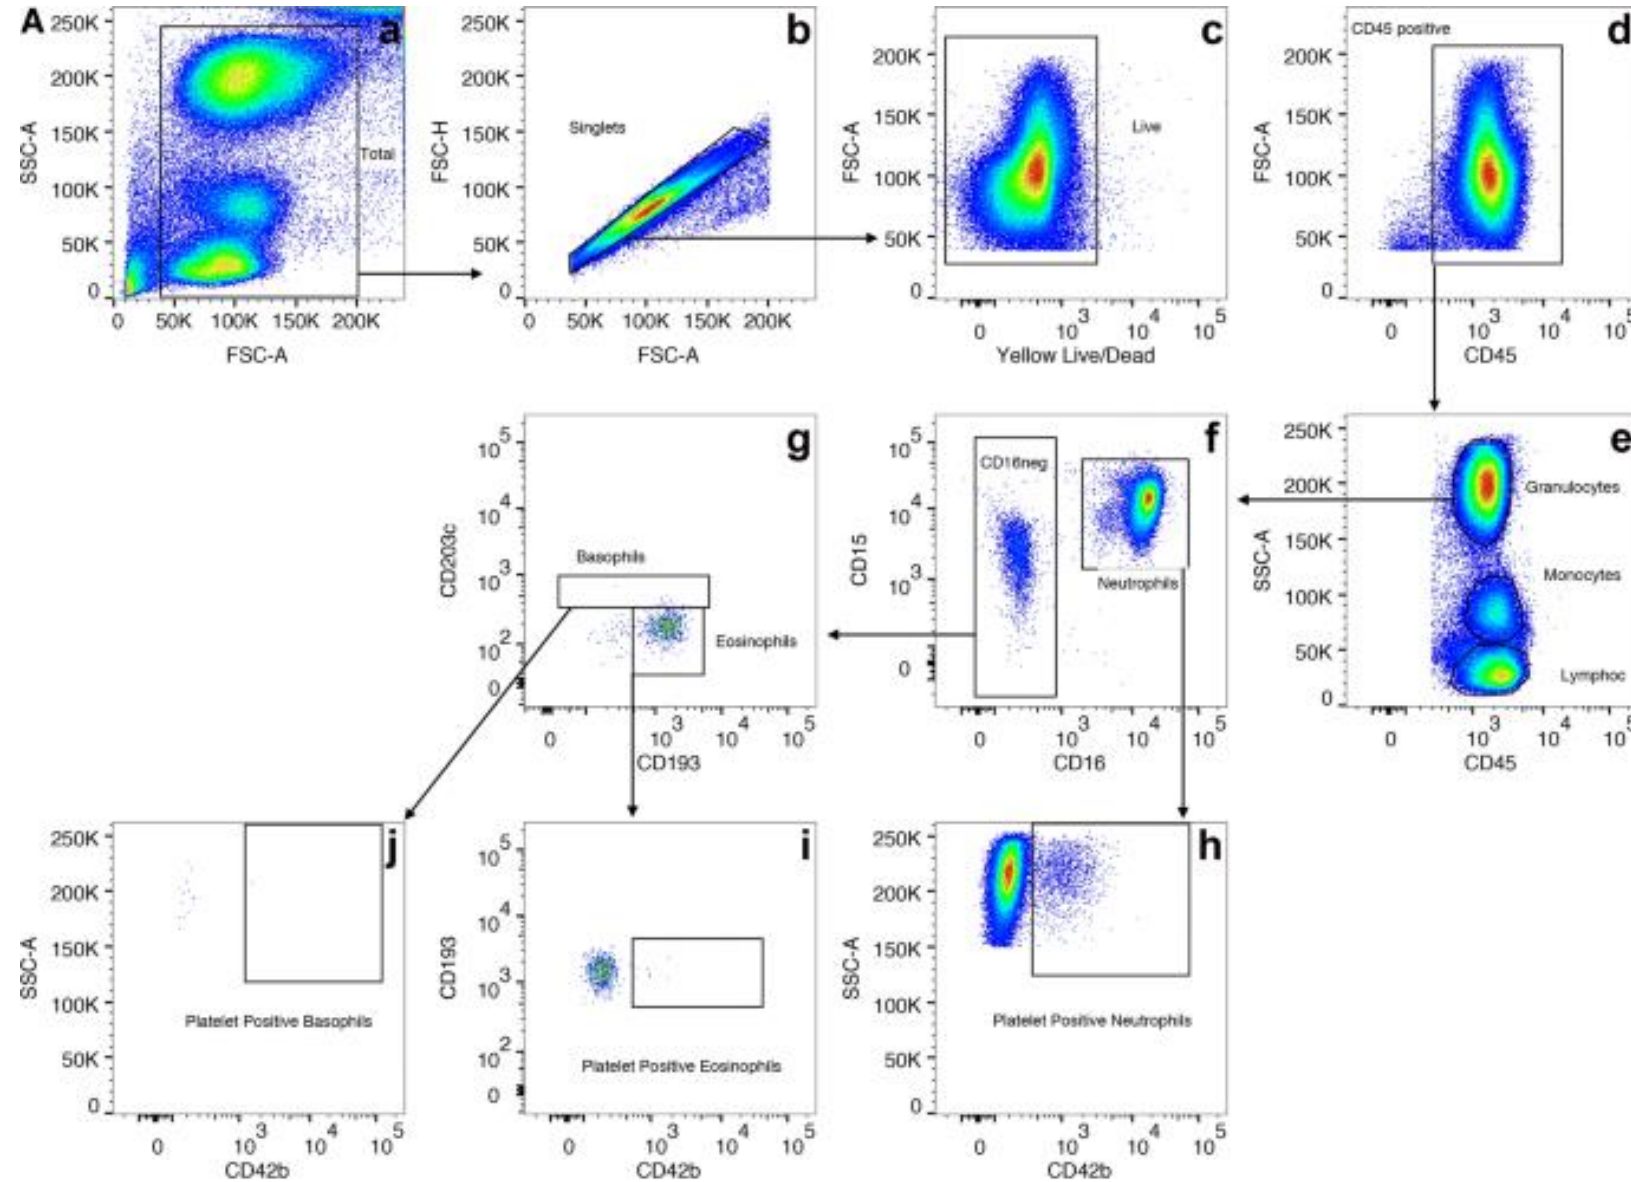 A
a
250K
200K
150K
100K
50K
0
SSC-A
Total
0 50K 100K 150K 200K
FSC-A
b
250K
200K
150K
100K
50K
0
FSC-H
Singlets
0 50K 100K 150K 200K
FSC-A
c
200K
150K
100K
50K
0
FSC-A
Live
0 10^3 10^4 10^5
Yellow Live/Dead
d
CD45 positive
200K
150K
100K
50K
0
FSC-A
0 10^3 10^4 10^5
CD45
g
10^5
10^4
10^3
10^2
0
CD203c
Basophils
Eosinophils
0 10^3 10^4 10^5
CD193
f
10^5
10^4
10^3
0
CD15
CD16neg
Neutrophils
0 10^3 10^4 10^5
CD16
e
250K
200K
150K
100K
50K
0
SSC-A
Granulocytes
Monocytes
Lymphoc
0 10^3 10^4 10^5
CD45
j
250K
200K
150K
100K
50K
0
SSC-A
Platelet Positive Basophils
0 10^3 10^4 10^5
CD42b
i
10^5
10^4
10^3
10^2
0
CD193
Platelet Positive Eosinophils
0 10^3 10^4 10^5
CD42b
h
250K
200K
150K
100K
50K
0
SSC-A
Platelet Positive Neutrophils
0 10^3 10^4 10^5
CD42b